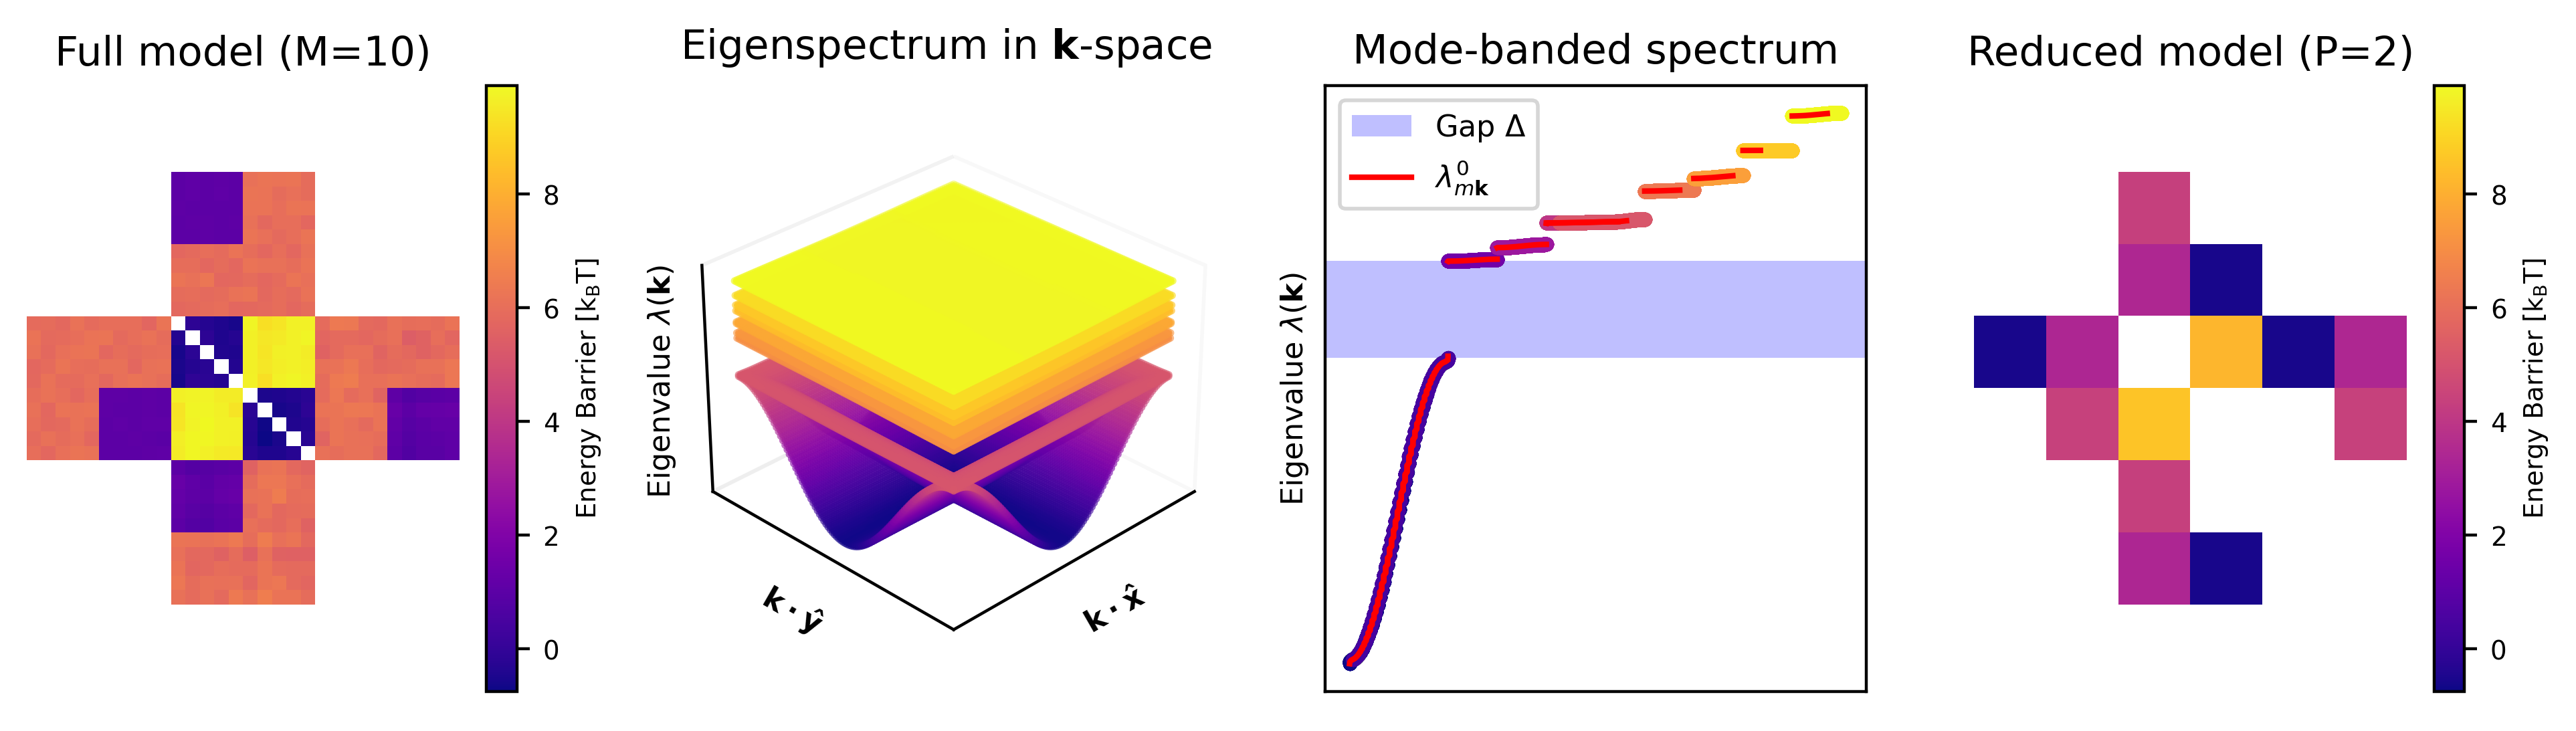 Full model (M=10)
8
6
4
2
0
Energy Barrier [k_BT]
Eigenspectrum in k-space
Eigenvalue λ(k)
k · ŷ
k · x̂
Mode-banded spectrum
Gap Δ
λ⁰_mk
Eigenvalue λ(k)
Reduced model (P=2)
8
6
4
2
0
Energy Barrier [k_BT]